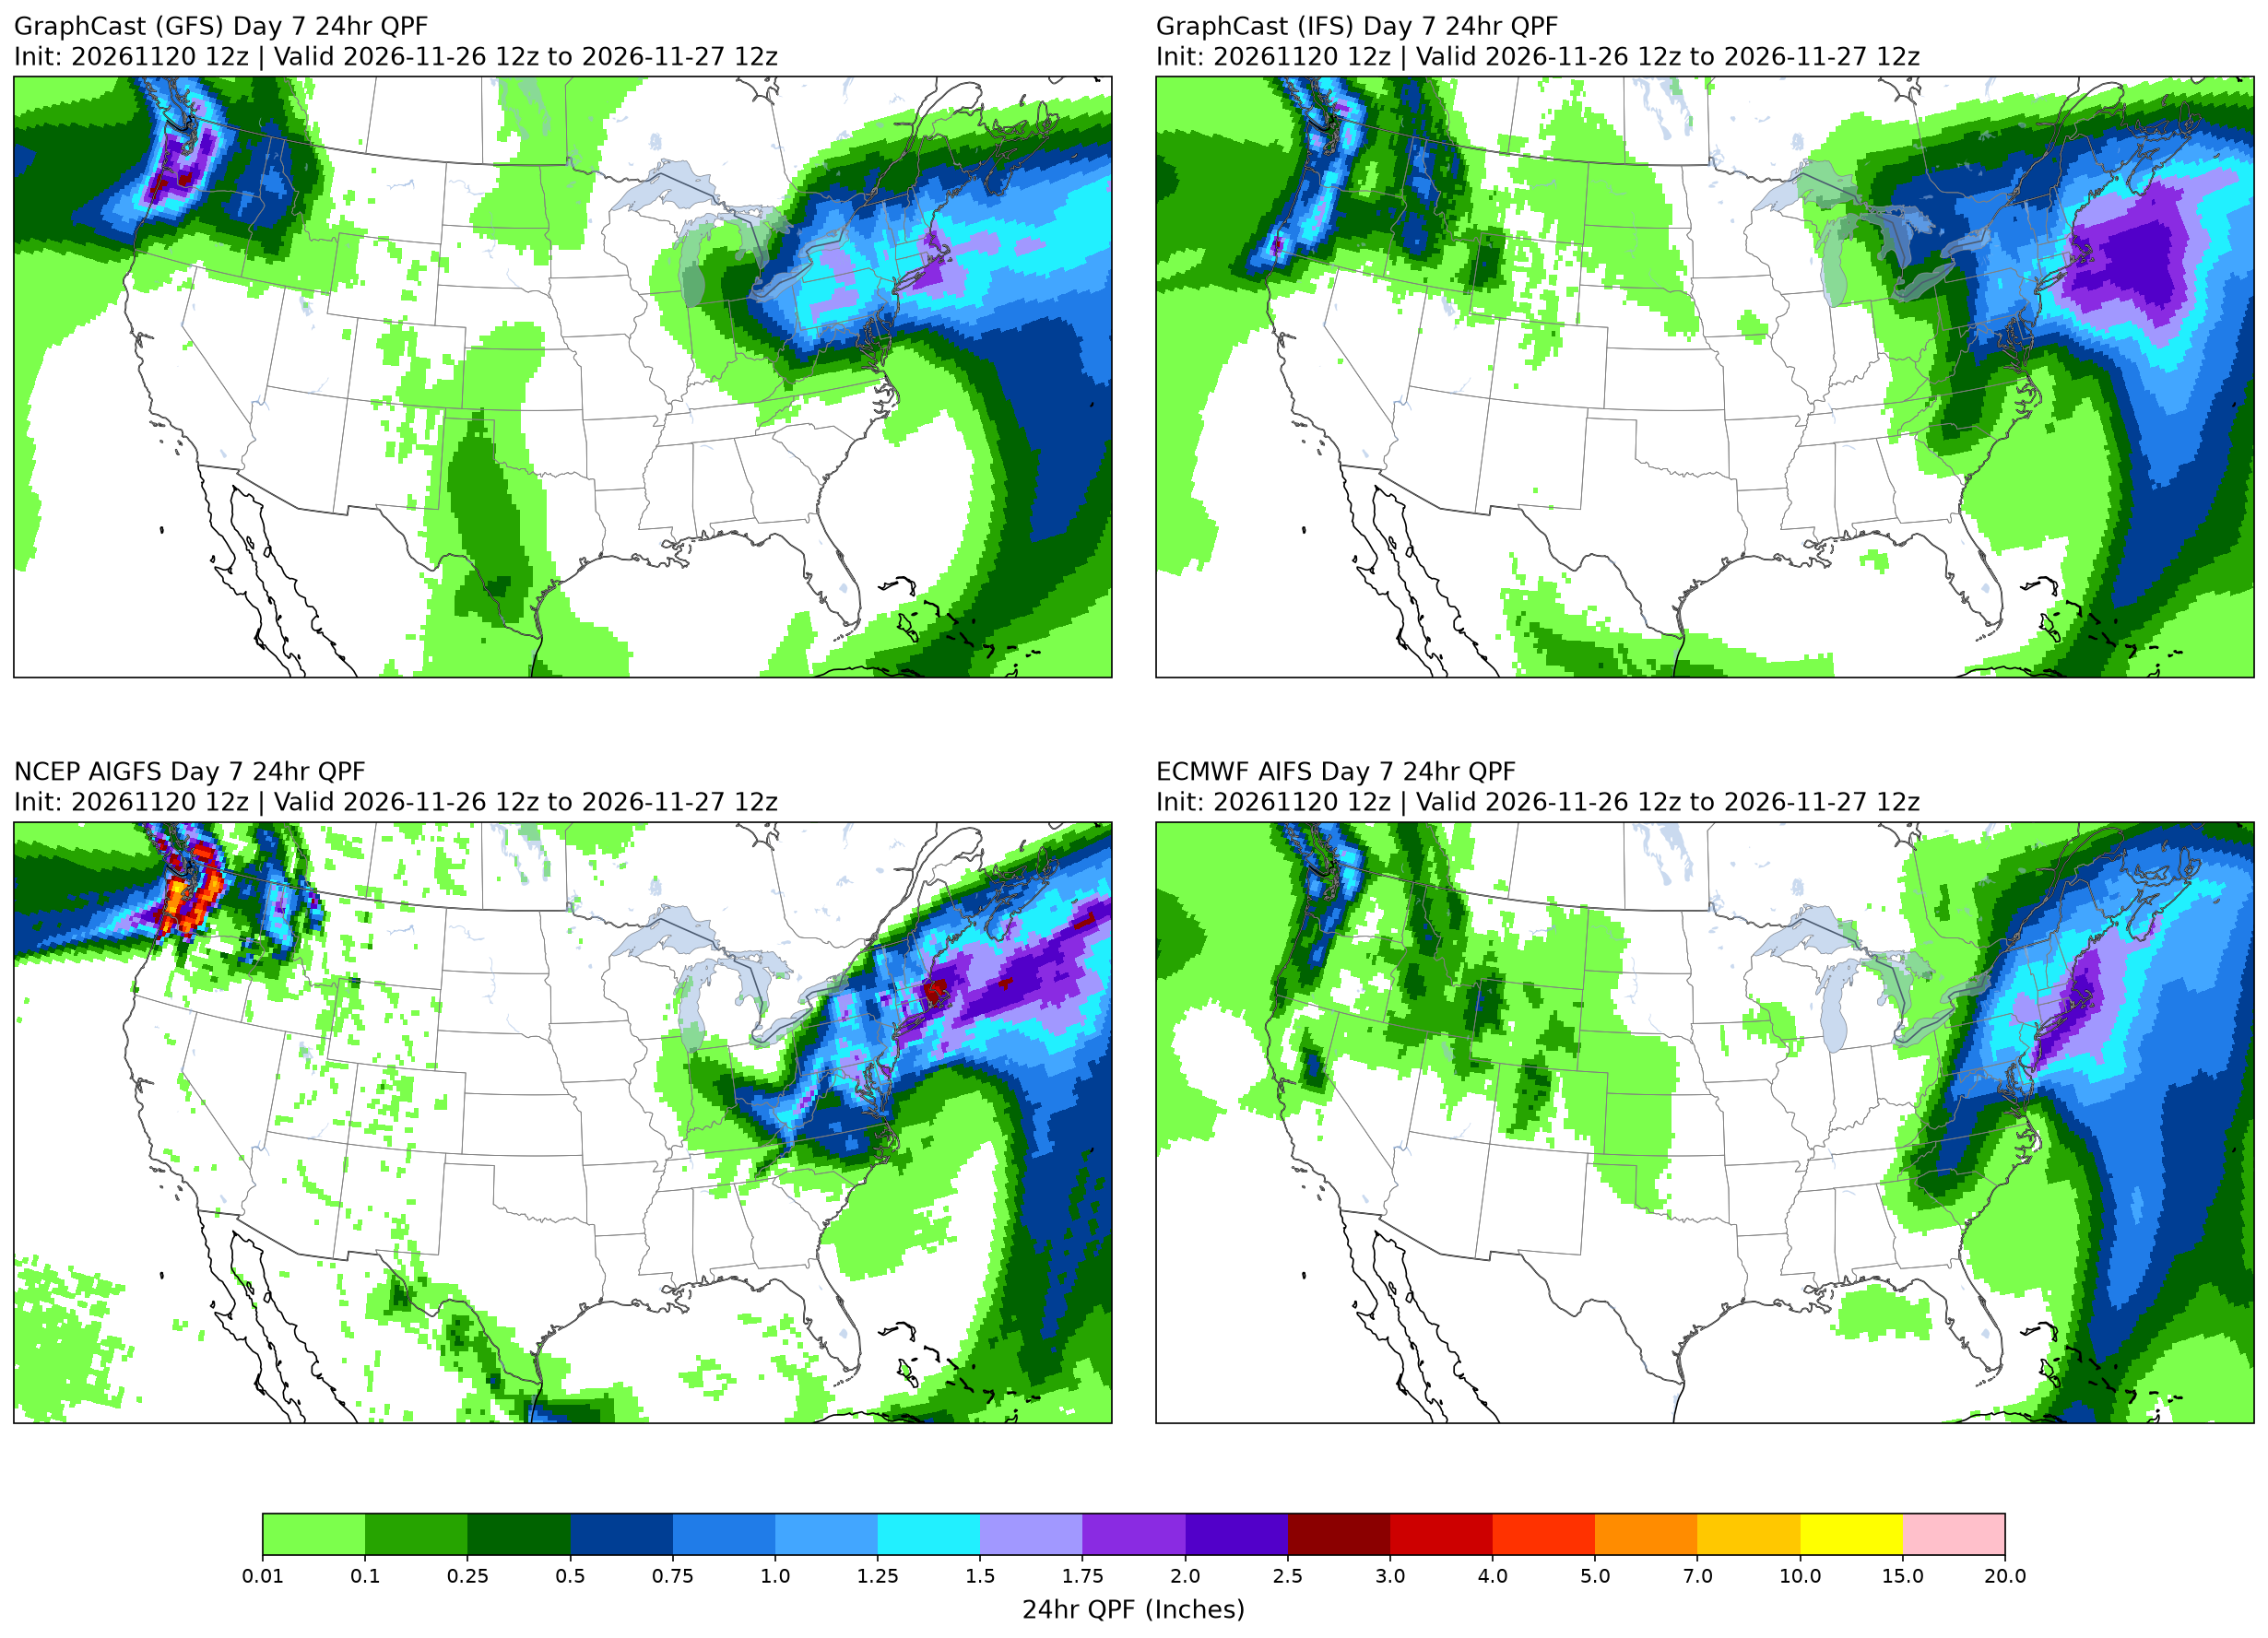 GraphCast (GFS) Day 7 24hr QPF
Init: 20261120 12z | Valid 2026-11-26 12z to 2026-11-27 12z
GraphCast (IFS) Day 7 24hr QPF
Init: 20261120 12z | Valid 2026-11-26 12z to 2026-11-27 12z
NCEP AIGFS Day 7 24hr QPF
Init: 20261120 12z | Valid 2026-11-26 12z to 2026-11-27 12z
ECMWF AIFS Day 7 24hr QPF
Init: 20261120 12z | Valid 2026-11-26 12z to 2026-11-27 12z
0.01 0.1 0.25 0.5 0.75 1.0 1.25 1.5 1.75 2.0 2.5 3.0 4.0 5.0 7.0 10.0 15.0 20.0
24hr QPF (Inches)